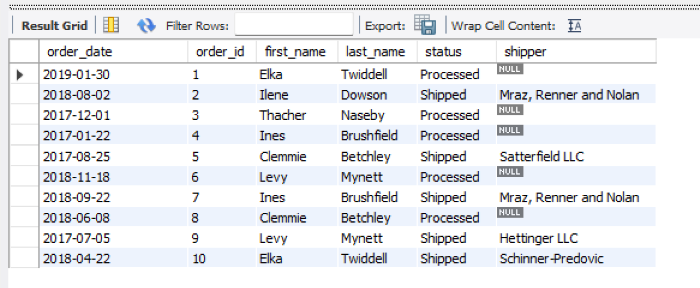 Result Grid Filter Rows: Export: Wrap Cell Content: IA
order_date order_id first_name last_name status shipper
2019-01-30 1 Elka Twiddell Processed NULL
2018-08-02 2 Ilene Dowson Shipped Mraz, Renner and Nolan
2017-12-01 3 Thacher Naseby Processed NULL
2017-01-22 4 Ines Brushfield Processed NULL
2017-08-25 5 Clemmie Betchley Shipped Satterfield LLC
2018-11-18 6 Levy Mynett Processed NULL
2018-09-22 7 Ines Brushfield Shipped Mraz, Renner and Nolan
2018-06-08 8 Clemmie Betchley Processed NULL
2017-07-05 9 Levy Mynett Shipped Hettinger LLC
2018-04-22 10 Elka Twiddell Shipped Schinner-Predovic